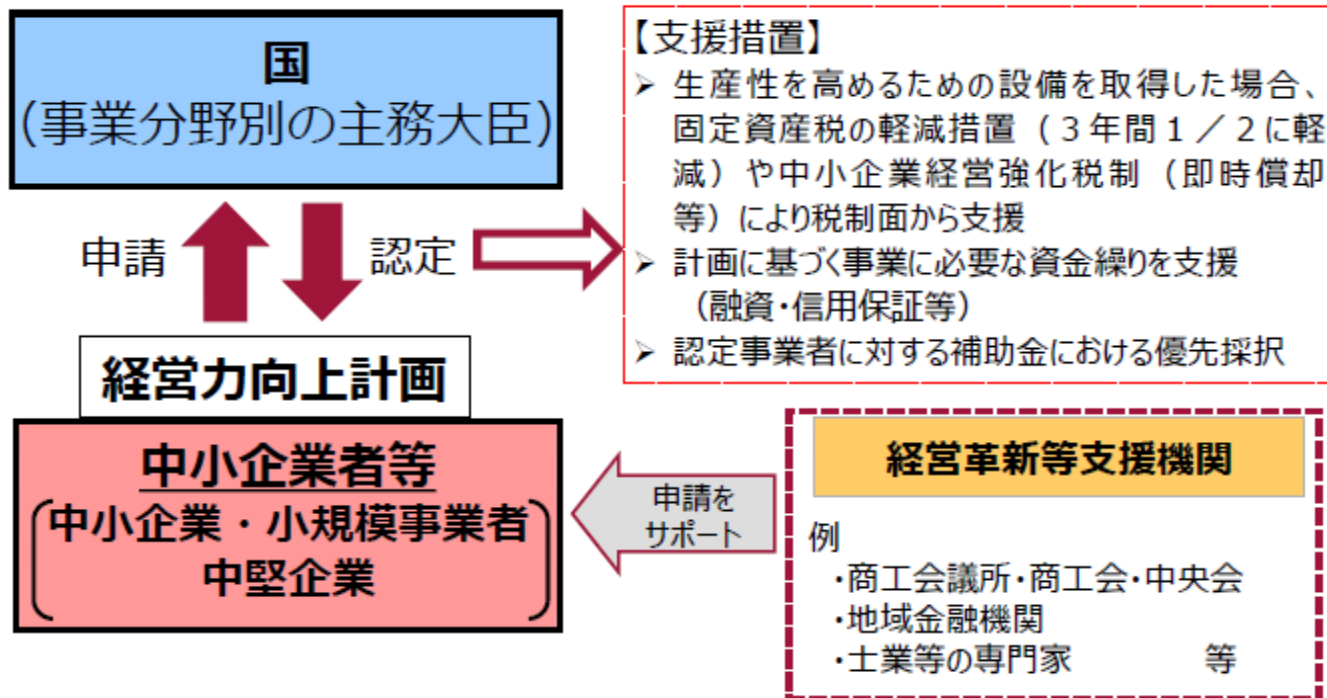 国
（事業分野別の主務大臣）
申請
認定
経営力向上計画
中小企業者等
中小企業・小規模事業者
中堅企業
【支援措置】
➢ 生産性を高めるための設備を取得した場合、
固定資産税の軽減措置（３年間１／２に軽
減）や中小企業経営強化税制（即時償却
等）により税制面から支援
➢ 計画に基づく事業に必要な資金繰りを支援
（融資・信用保証等）
➢ 認定事業者に対する補助金における優先採択
申請を
サポート
経営革新等支援機関
例
・商工会議所・商工会・中央会
・地域金融機関
・士業等の専門家　　　　等